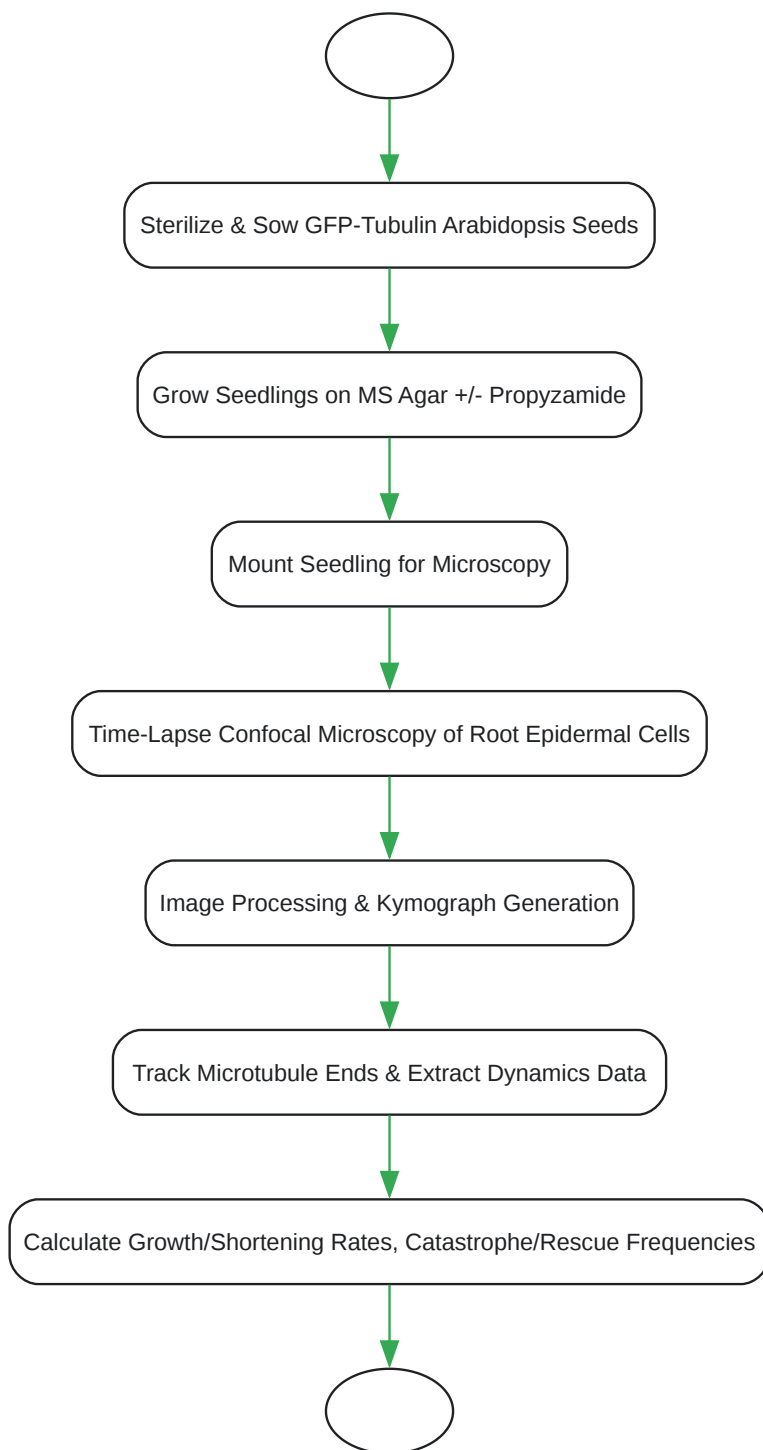 Sterilize & Sow GFP-Tubulin Arabidopsis Seeds
Grow Seedlings on MS Agar +/- Propyzamide
Mount Seedling for Microscopy
Time-Lapse Confocal Microscopy of Root Epidermal Cells
Image Processing & Kymograph Generation
Track Microtubule Ends & Extract Dynamics Data
Calculate Growth/Shortening Rates, Catastrophe/Rescue Frequencies